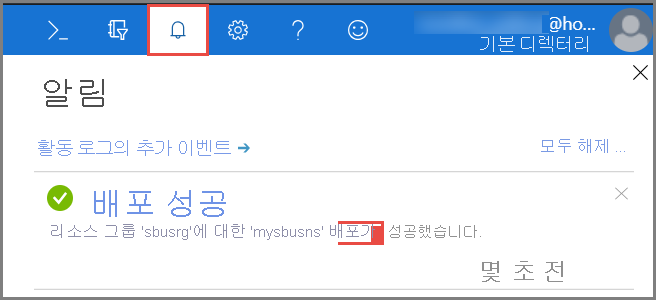 @ho...
기본 디렉터리
알림
활동 로그의 추가 이벤트 →
모두 해제 ...
배포 성공
리소스 그룹 'sbusrg'에 대한 'mysbusns' 배포가 성공했습니다.
몇 초 전